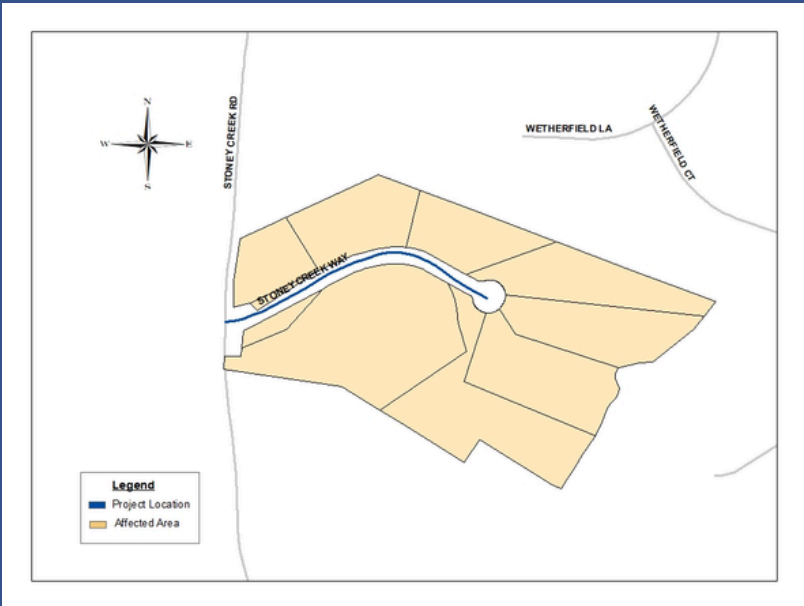 N
W
E
S
STONEY CREEK RD
WETHERFIELD LA
WETHERFIELD CT
STONEY CREEK WAY
Legend
Project Location
Affected Area